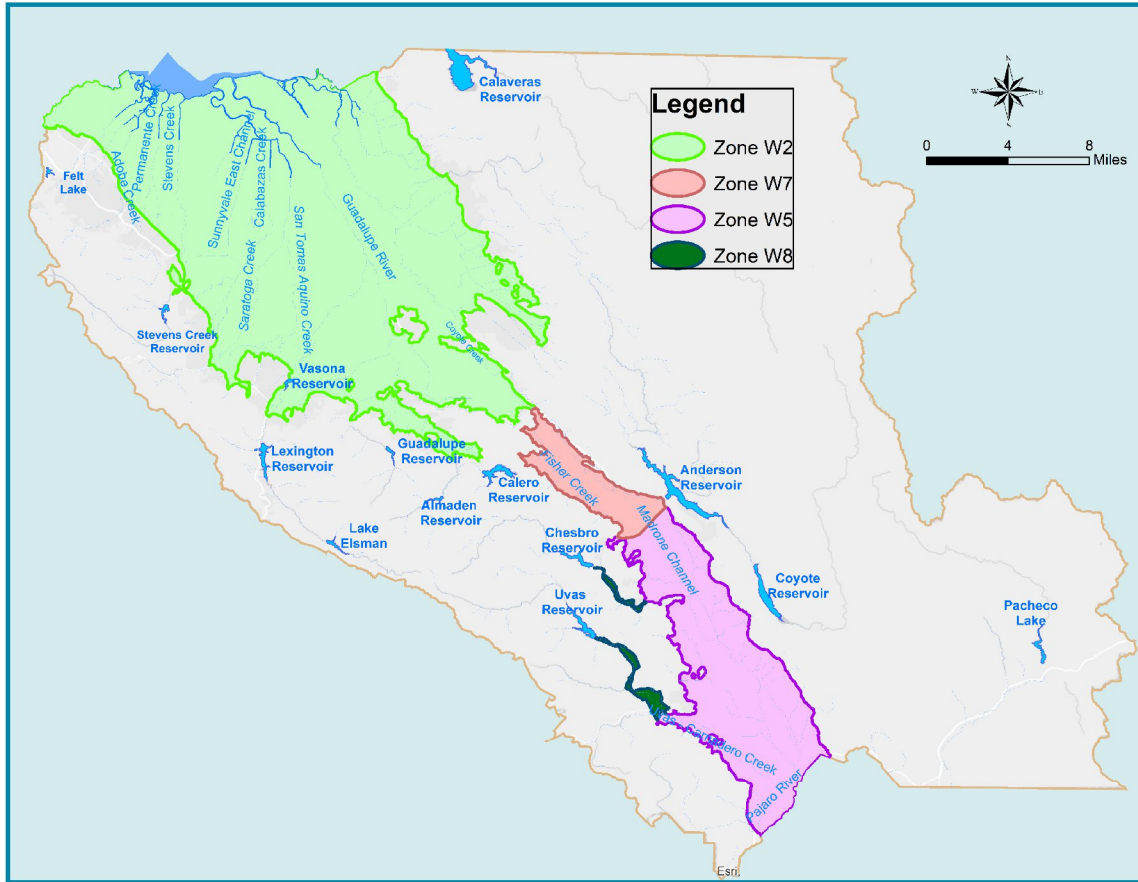 Calaveras
Reservoir
N
W
E
S
0
4
8
Miles
Legend
Zone W2
Zone W7
Zone W5
Zone W8
Felt
Lake
Adobe Creek
Permanente Creek
Stevens Creek
Sunnyvale East Channel
Calabazas Creek
Saratoga Creek
San Tomas Aquino Creek
Guadalupe River
Coyote Creek
Stevens Creek
Reservoir
Vasona
Reservoir
Lexington
Reservoir
Guadalupe
Reservoir
Calero
Reservoir
Almaden
Reservoir
Lake
Elsman
Fisher Creek
Anderson
Reservoir
Madrone Channel
Chesbro
Reservoir
Uvas
Reservoir
Coyote
Reservoir
Pacheco
Lake
Uvas - Carnadero Creek
Pajaro River
Esri,